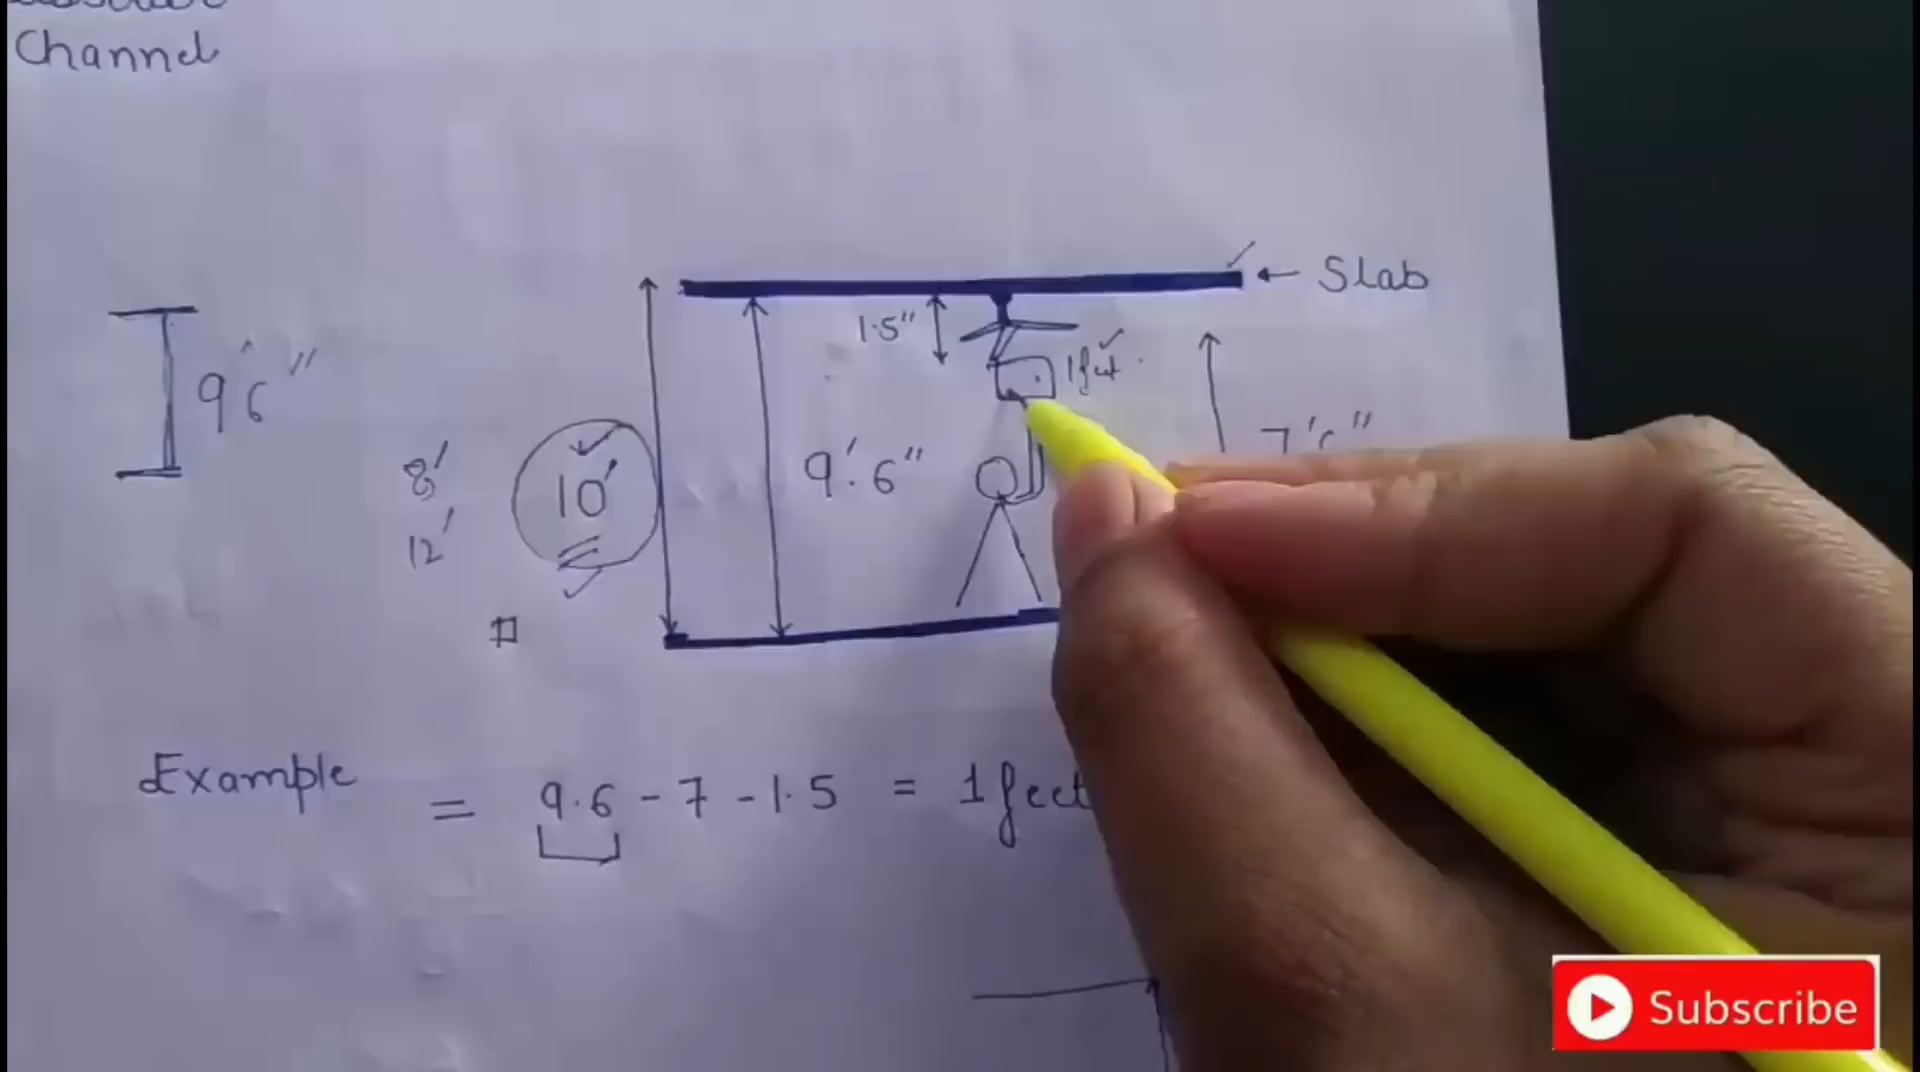 Channel
Slab
1.5"
1 feet
9'6"
8'
10'
9'.6"
12'
Example
= 9.6 - 7 - 1.5 = 1 feet
Subscribe